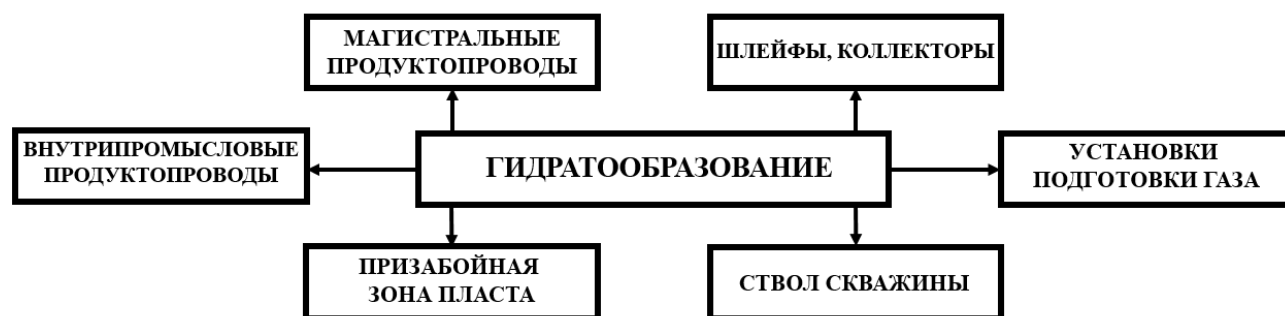 МАГИСТРАЛЬНЫЕ
ПРОДУКТОПРОВОДЫ
ШЛЕЙФЫ, КОЛЛЕКТОРЫ
ВНУТРИПРОМЫСЛОВЫЕ
ПРОДУКТОПРОВОДЫ
ГИДРАТООБРАЗОВАНИЕ
УСТАНОВКИ
ПОДГОТОВКИ ГАЗА
ПРИЗАБОЙНАЯ
ЗОНА ПЛАСТА
СТВОЛ СКВАЖИНЫ